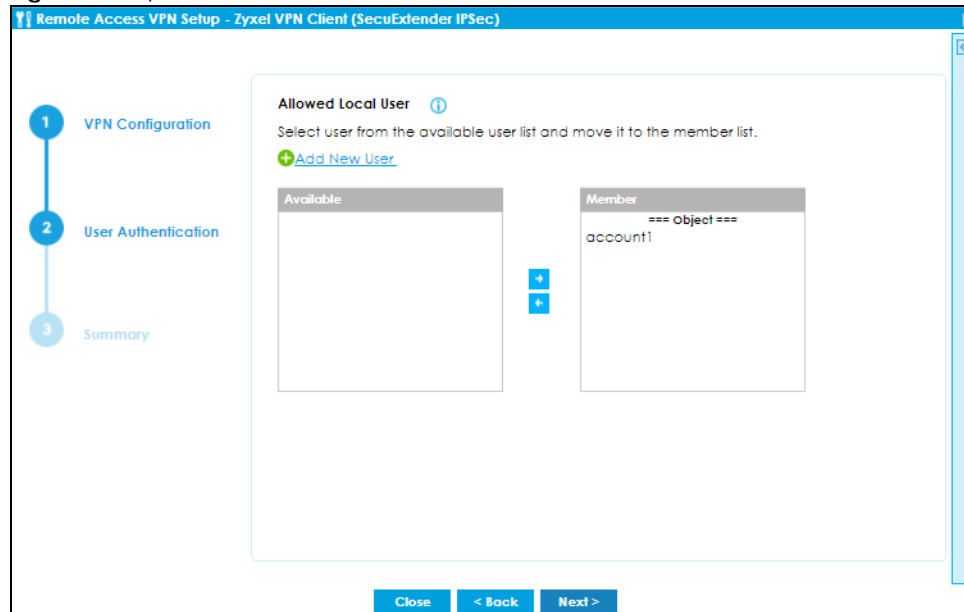 Remote Access VPN Setup - Zyxel VPN Client (SecuExtender IPSec)
1 VPN Configuration
2 User Authentication
3 Summary
Allowed Local User
Select user from the available user list and move it to the member list.
Add New User
Available
Member
=== Object ===
account1
Close
< Back
Next >